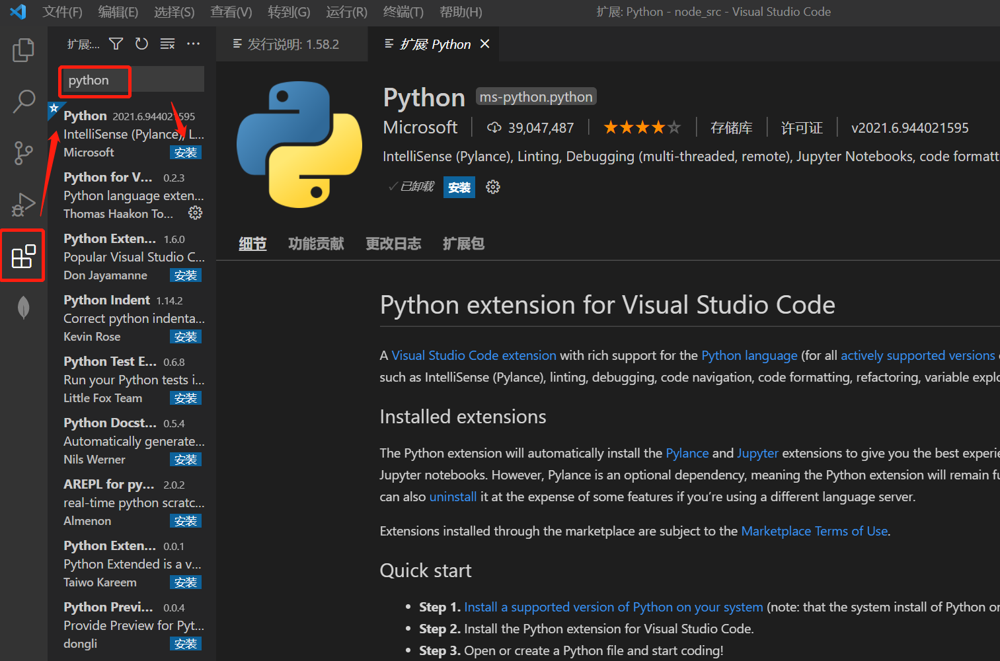 文件(F) 编辑(E) 选择(S) 查看(V) 转到(G) 运行(R) 终端(T) 帮助(H) 扩展: Python - node_src - Visual Studio Code
扩展:...
发行说明: 1.58.2
扩展: Python
python
Python 2021.6.944021595
IntelliSense (Pylance), L...
Microsoft 安装
Python for V... 0.2.3
Python language exten...
Thomas Haakon To...
Python Exten... 1.6.0
Popular Visual Studio C...
Don Jayamanne 安装
Python Indent 1.14.2
Correct python indenta...
Kevin Rose 安装
Python Test E... 0.6.8
Run your Python tests i...
Little Fox Team 安装
Python Docst... 0.5.4
Automatically generate...
Nils Werner 安装
AREPL for py... 2.0.2
real-time python scratc...
Almenon 安装
Python Exten... 0.0.1
Python Extended is a v...
Taiwo Kareem 安装
Python Previ... 0.0.4
Provide Preview for Pyt...
dongli 安装
Python ms-python.python
Microsoft 39,047,487 存储库 许可证 v2021.6.944021595
IntelliSense (Pylance), Linting, Debugging (multi-threaded, remote), Jupyter Notebooks, code formatt
已卸载 安装
细节 功能贡献 更改日志 扩展包
Python extension for Visual Studio Code
A Visual Studio Code extension with rich support for the Python language (for all actively supported versions
such as IntelliSense (Pylance), linting, debugging, code navigation, code formatting, refactoring, variable explo
Installed extensions
The Python extension will automatically install the Pylance and Jupyter extensions to give you the best experie
Jupyter notebooks. However, Pylance is an optional dependency, meaning the Python extension will remain fu
can also uninstall it at the expense of some features if you’re using a different language server.
Extensions installed through the marketplace are subject to the Marketplace Terms of Use.
Quick start
• Step 1. Install a supported version of Python on your system (note: that the system install of Python on
• Step 2. Install the Python extension for Visual Studio Code.
• Step 3. Open or create a Python file and start coding!